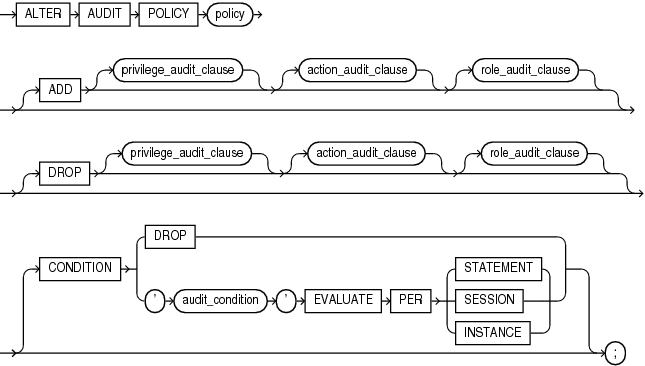 ALTER AUDIT POLICY policy
privilege_audit_clause action_audit_clause role_audit_clause
ADD
privilege_audit_clause action_audit_clause role_audit_clause
DROP
DROP
CONDITION STATEMENT
' audit_condition ' EVALUATE PER SESSION
INSTANCE
;